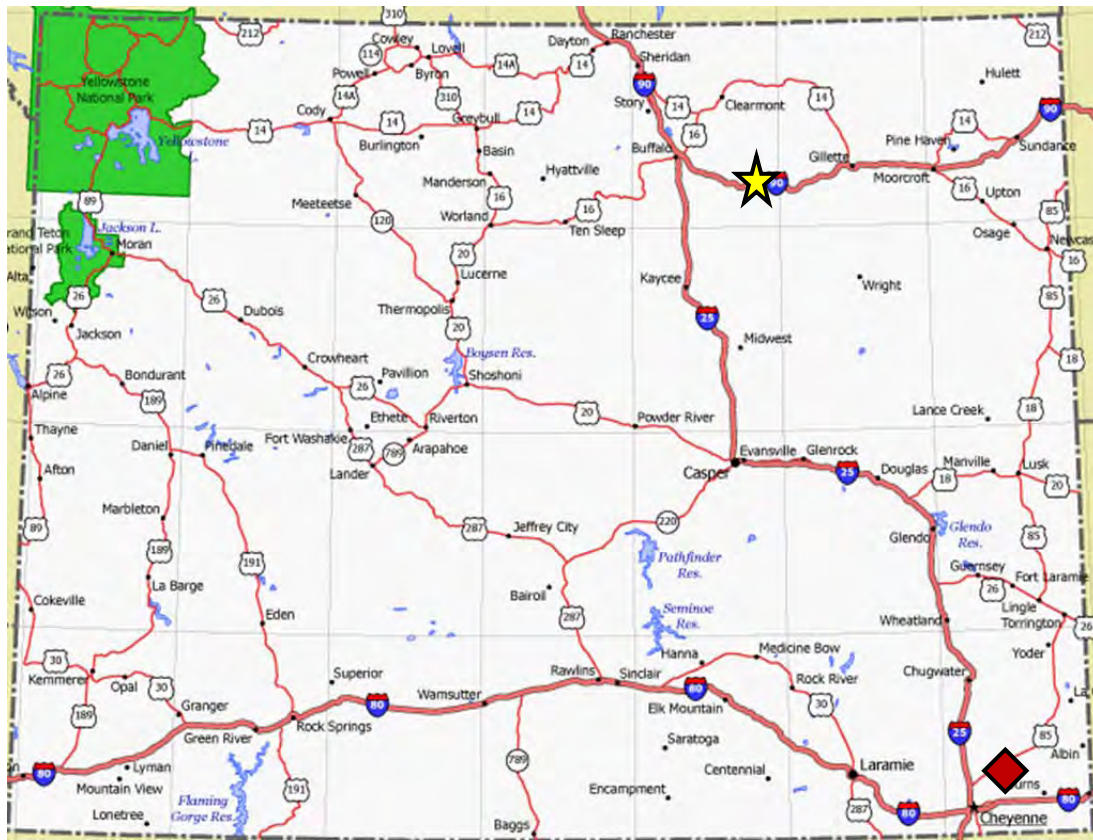 310
212
212
Cowley
Ranchester
Dayton
Lovell
114
Powell
Byron
14A
14
Sheridan
90
Hulett
Yellowstone
National Park
14A
310
Story
14
Clearmont
14
90
Cody
14
Greybull
14
16
Pine Haven
14
Sundance
Yellowstone
14
Burlington
Basin
Buffalo
Gillette
Moorcroft
Manderson
Hyattville
90
16
Upton
89
Meeteetse
16
Worland
16
Ten Sleep
85
Jackson L.
120
Osage
Grand Teton
National Park
Moran
20
16
Alta
Lucerne
Kaycee
Wright
26
26
Thermopolis
85
Wilson
Dubois
25
Jackson
20
Midwest
Boysen Res.
18
Crowheart
Pavillion
Shoshoni
26
Bondurant
26
Alpine
189
20
18
Thayne
Ethete
Riverton
Powder River
Lance Creek
Fort Washakie
Daniel
Pinedale
287
789
Arapahoe
Evansville
Glenrock
Afton
Lander
Casper
25
Douglas
Manville
Lusk
18
20
Marbleton
89
287
Jeffrey City
220
Glendo
Glendo
Res.
85
189
191
Pathfinder
Res.
La Barge
Bairoil
Guernsey
26
Fort Laramie
Cokeville
Eden
287
Seminoe
Res.
Lingle
Torrington
26
Wheatland
Yoder
30
Hanna
Medicine Bow
Kemmerer
Opal
Superior
Rawlins
Sinclair
Chugwater
30
Wamsutter
80
Rock River
189
Granger
80
Elk Mountain
30
Rock Springs
Green River
25
85
Saratoga
Albin
80
Lyman
789
Laramie
Mountain View
Centennial
Encampment
80
191
Flaming
Gorge Res.
287
80
Lonetree
Baggs
Cheyenne